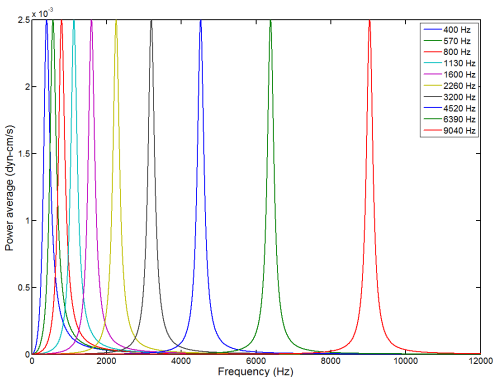 x 10⁻³
2.5
2
1.5
1
0.5
0
0 2000 4000 6000 8000 10000 12000
Power average (dyn-cm/s)
Frequency (Hz)
400 Hz
570 Hz
800 Hz
1130 Hz
1600 Hz
2260 Hz
3200 Hz
4520 Hz
6390 Hz
9040 Hz